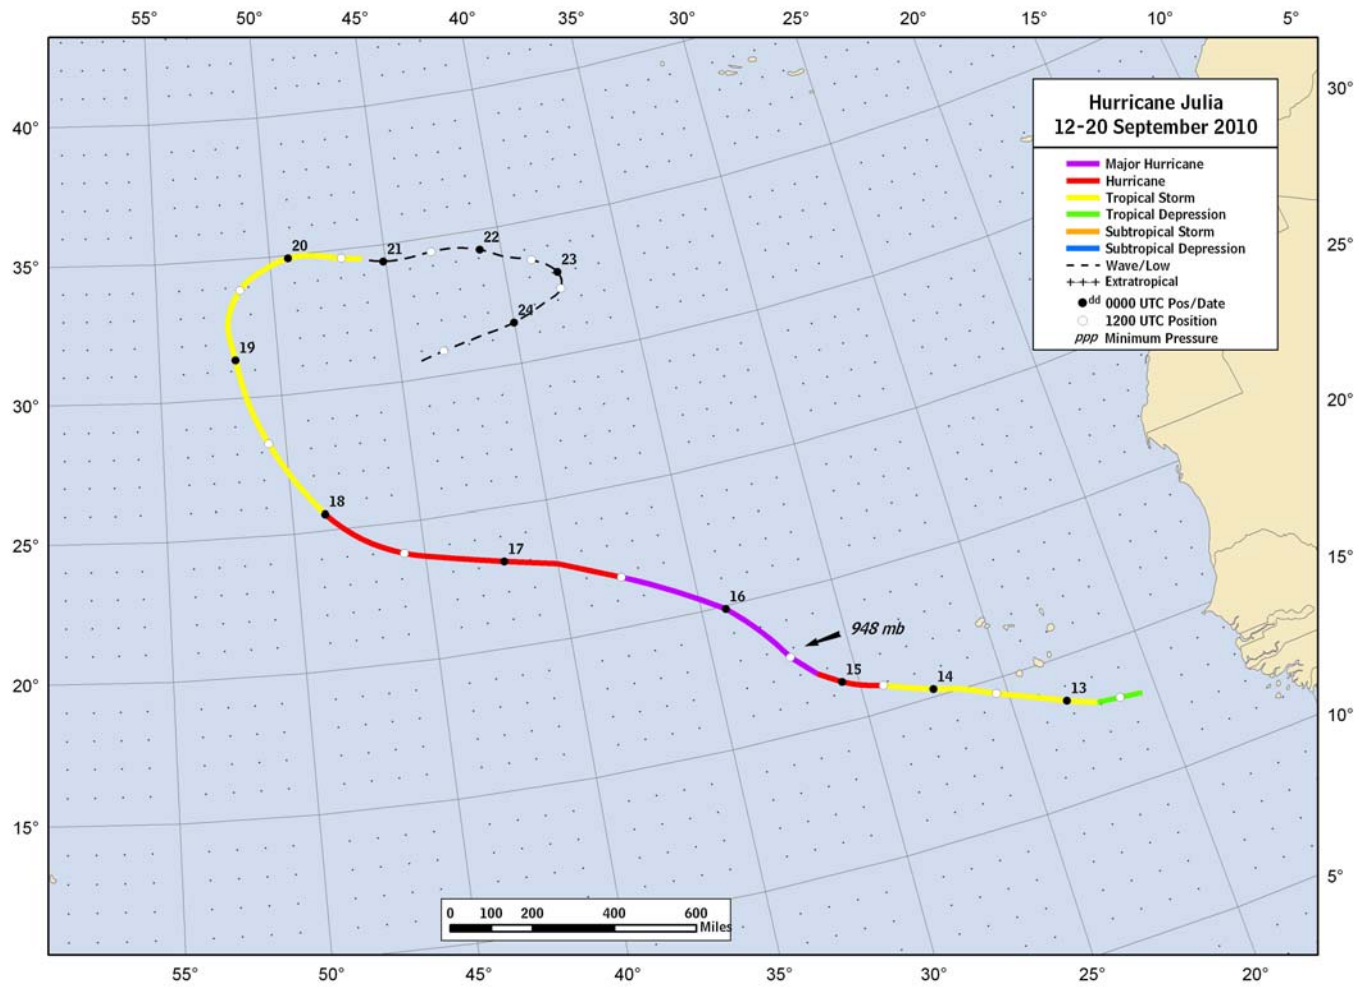 55° 50° 45° 40° 35° 30° 25° 20° 15° 10° 5°
30°
Hurricane Julia
12-20 September 2010
40°
Major Hurricane
Hurricane
Tropical Storm
Tropical Depression
25°
Subtropical Storm
Subtropical Depression
20 21 22
35°
23
Wave/Low
Extratropical
dd 0000 UTC Pos/Date
24
1200 UTC Position
ppp Minimum Pressure
19
30°
20°
18
25°
17
15°
16
948 mb
15 14 13
20°
10°
15°
5°
0 100 200 400 600
Miles
55° 50° 45° 40° 35° 30° 25° 20°